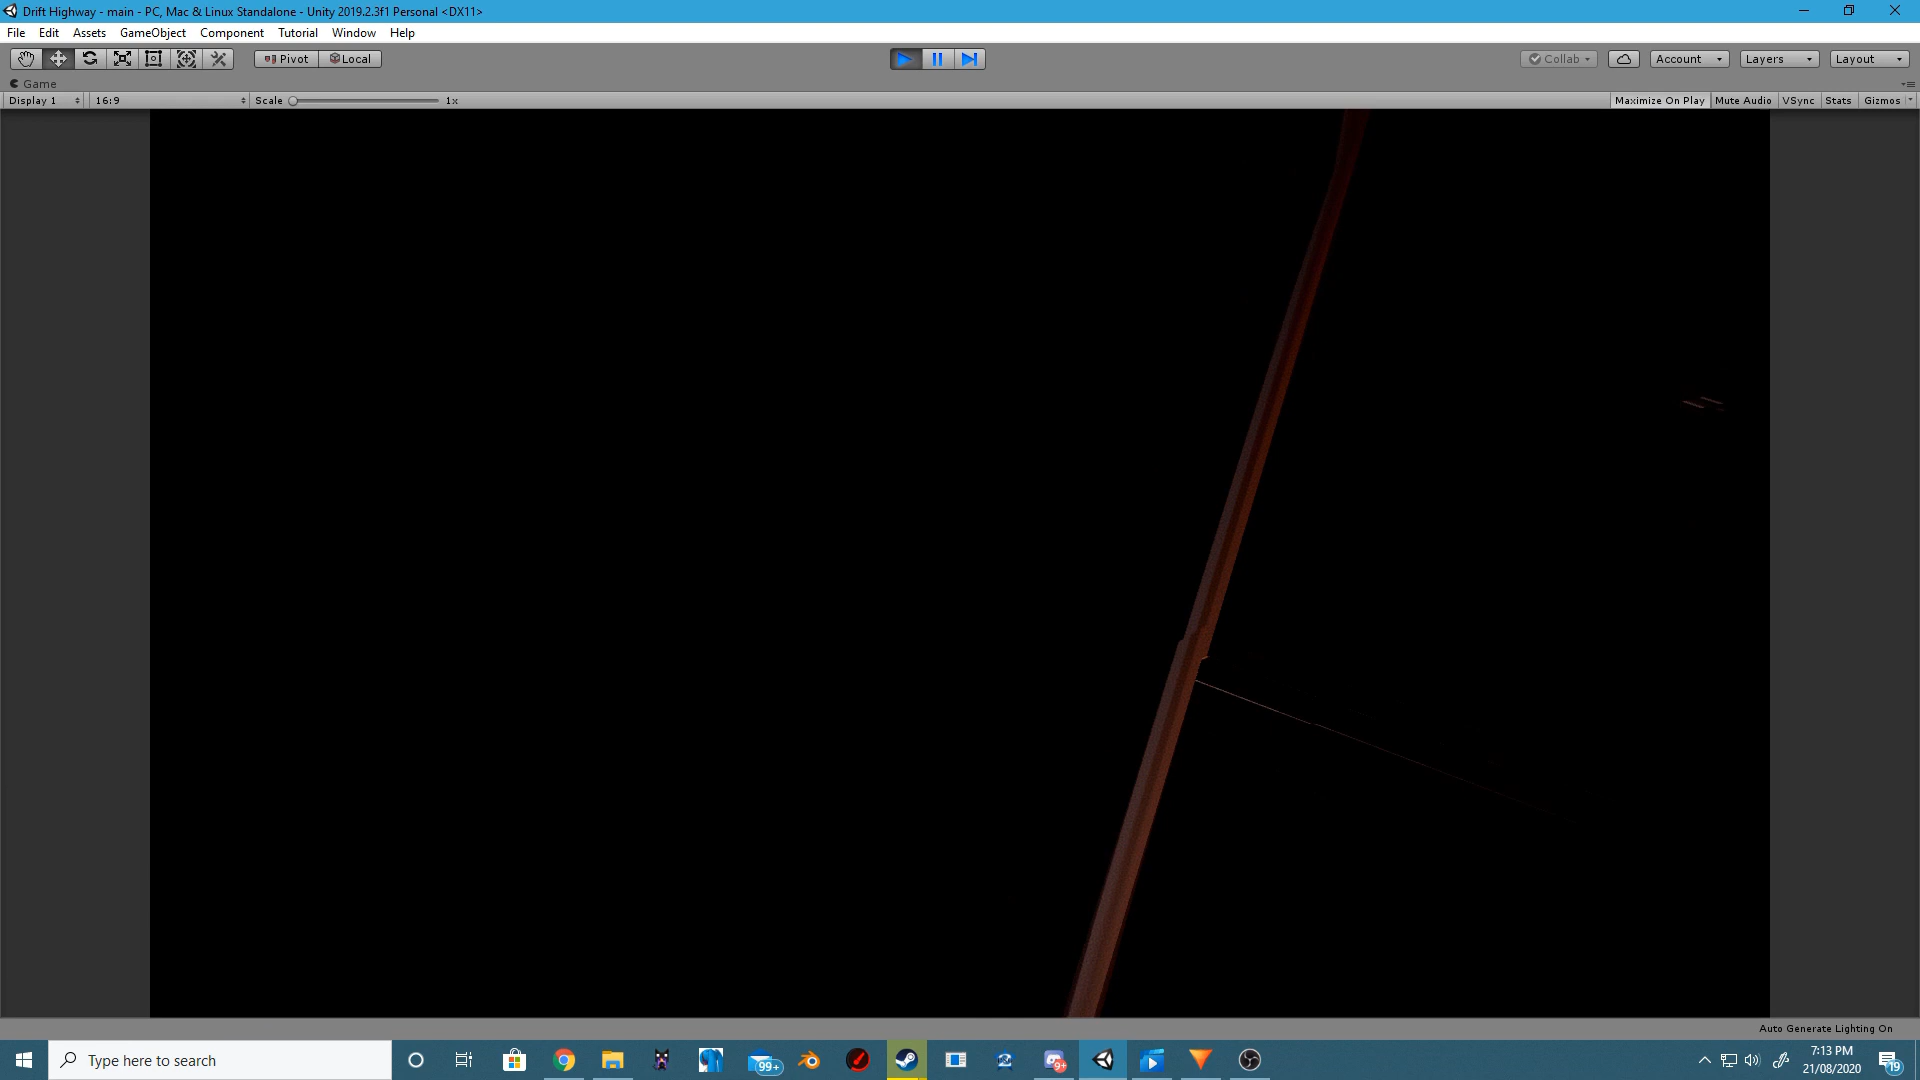 Drift Highway - main - PC, Mac & Linux Standalone - Unity 2019.2.3f1 Personal <DX11>
File Edit Assets GameObject Component Tutorial Window Help
Pivot Local Collab Account Layers Layout
Game
Display 1 16:9 Scale 1x Maximize On Play Mute Audio VSync Stats Gizmos
Auto Generate Lighting On
Type here to search 99+ 9+ 7:13 PM 19
21/08/2020